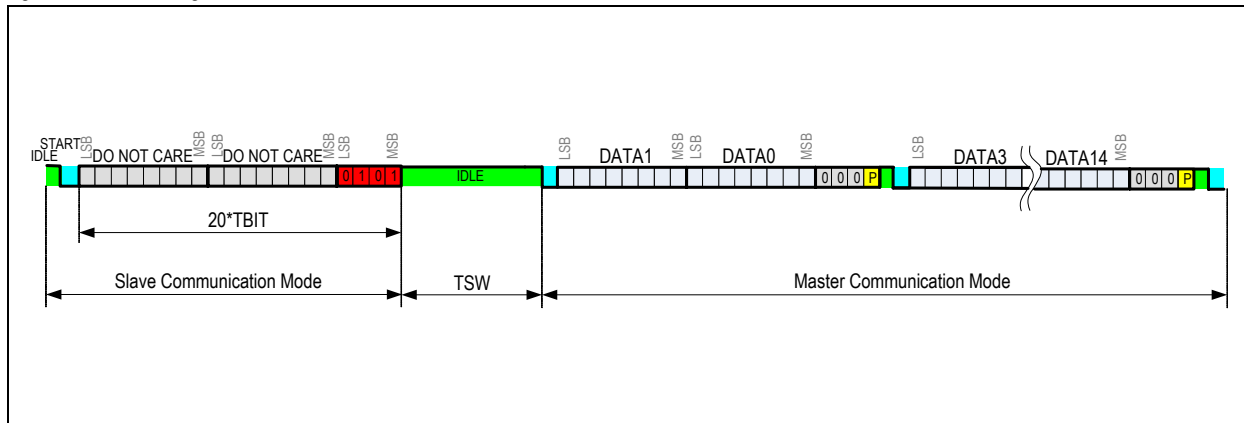 START
IDLE
LSB DO NOT CARE MSB LSB DO NOT CARE MSB LSB MSB
0 1 0 1
IDLE
LSB DATA1 MSB LSB DATA0 MSB
0 0 0 P
LSB DATA3 DATA14 MSB
0 0 0 P
20*TBIT
Slave Communication Mode TSW Master Communication Mode